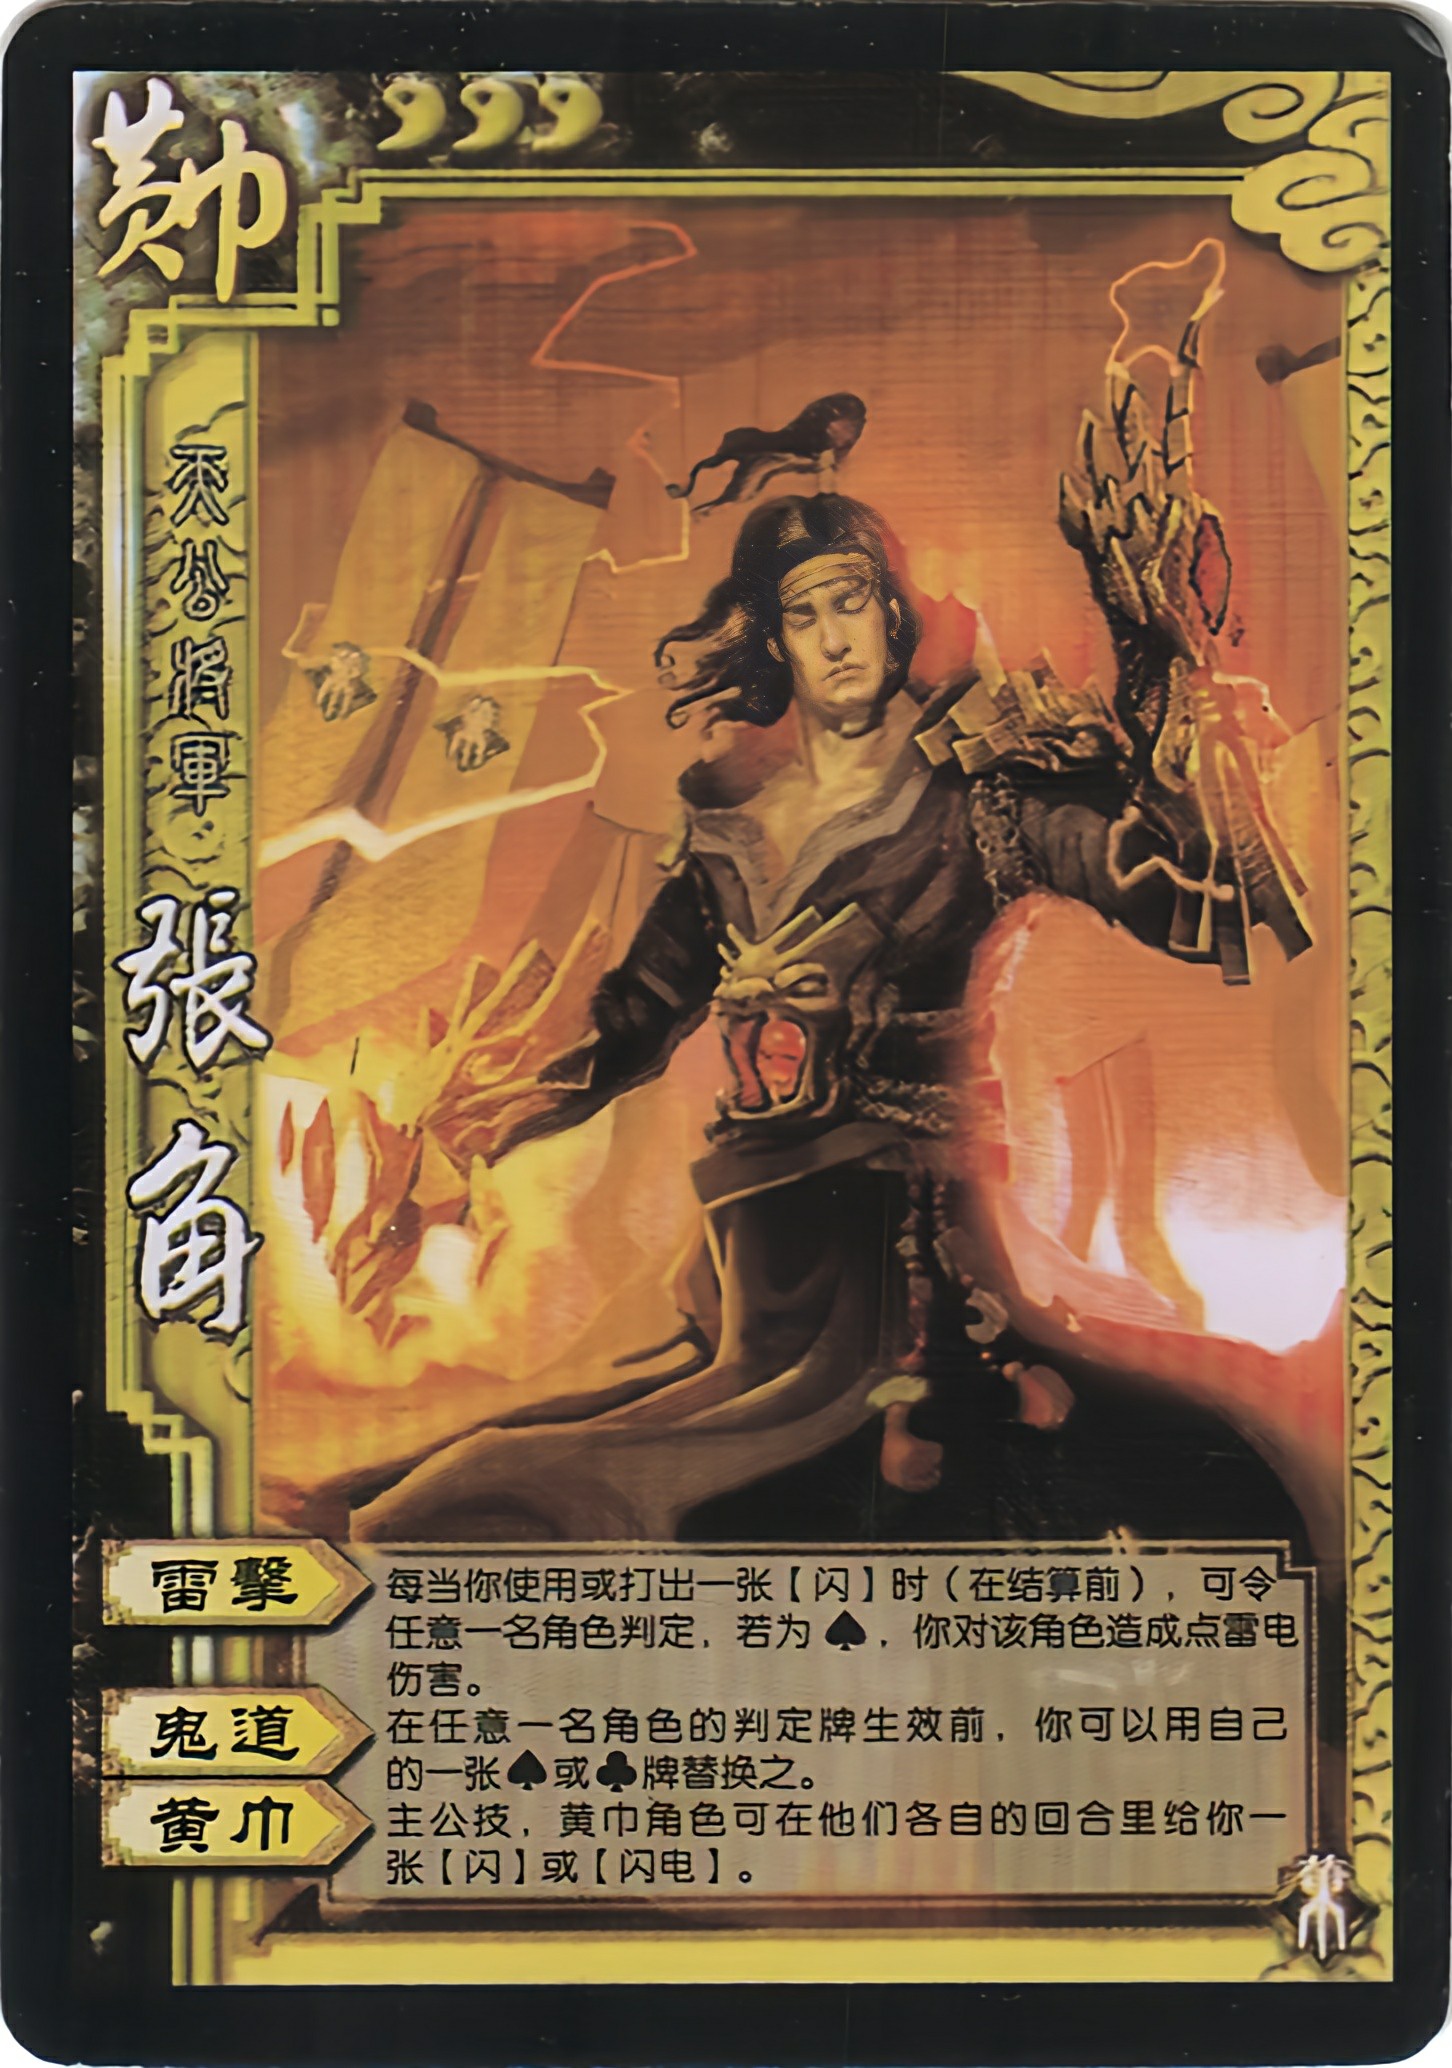 黄巾
天公將軍
張角
雷擊
每当你使用或打出一张【闪】时（在结算前），可令
任意一名角色判定，若为♠，你对该角色造成点雷电
伤害。
鬼道
在任意一名角色的判定牌生效前，你可以用自己
的一张♠或♣牌替换之。
黄巾
主公技，黄巾角色可在他们各自的回合里给你一
张【闪】或【闪电】。